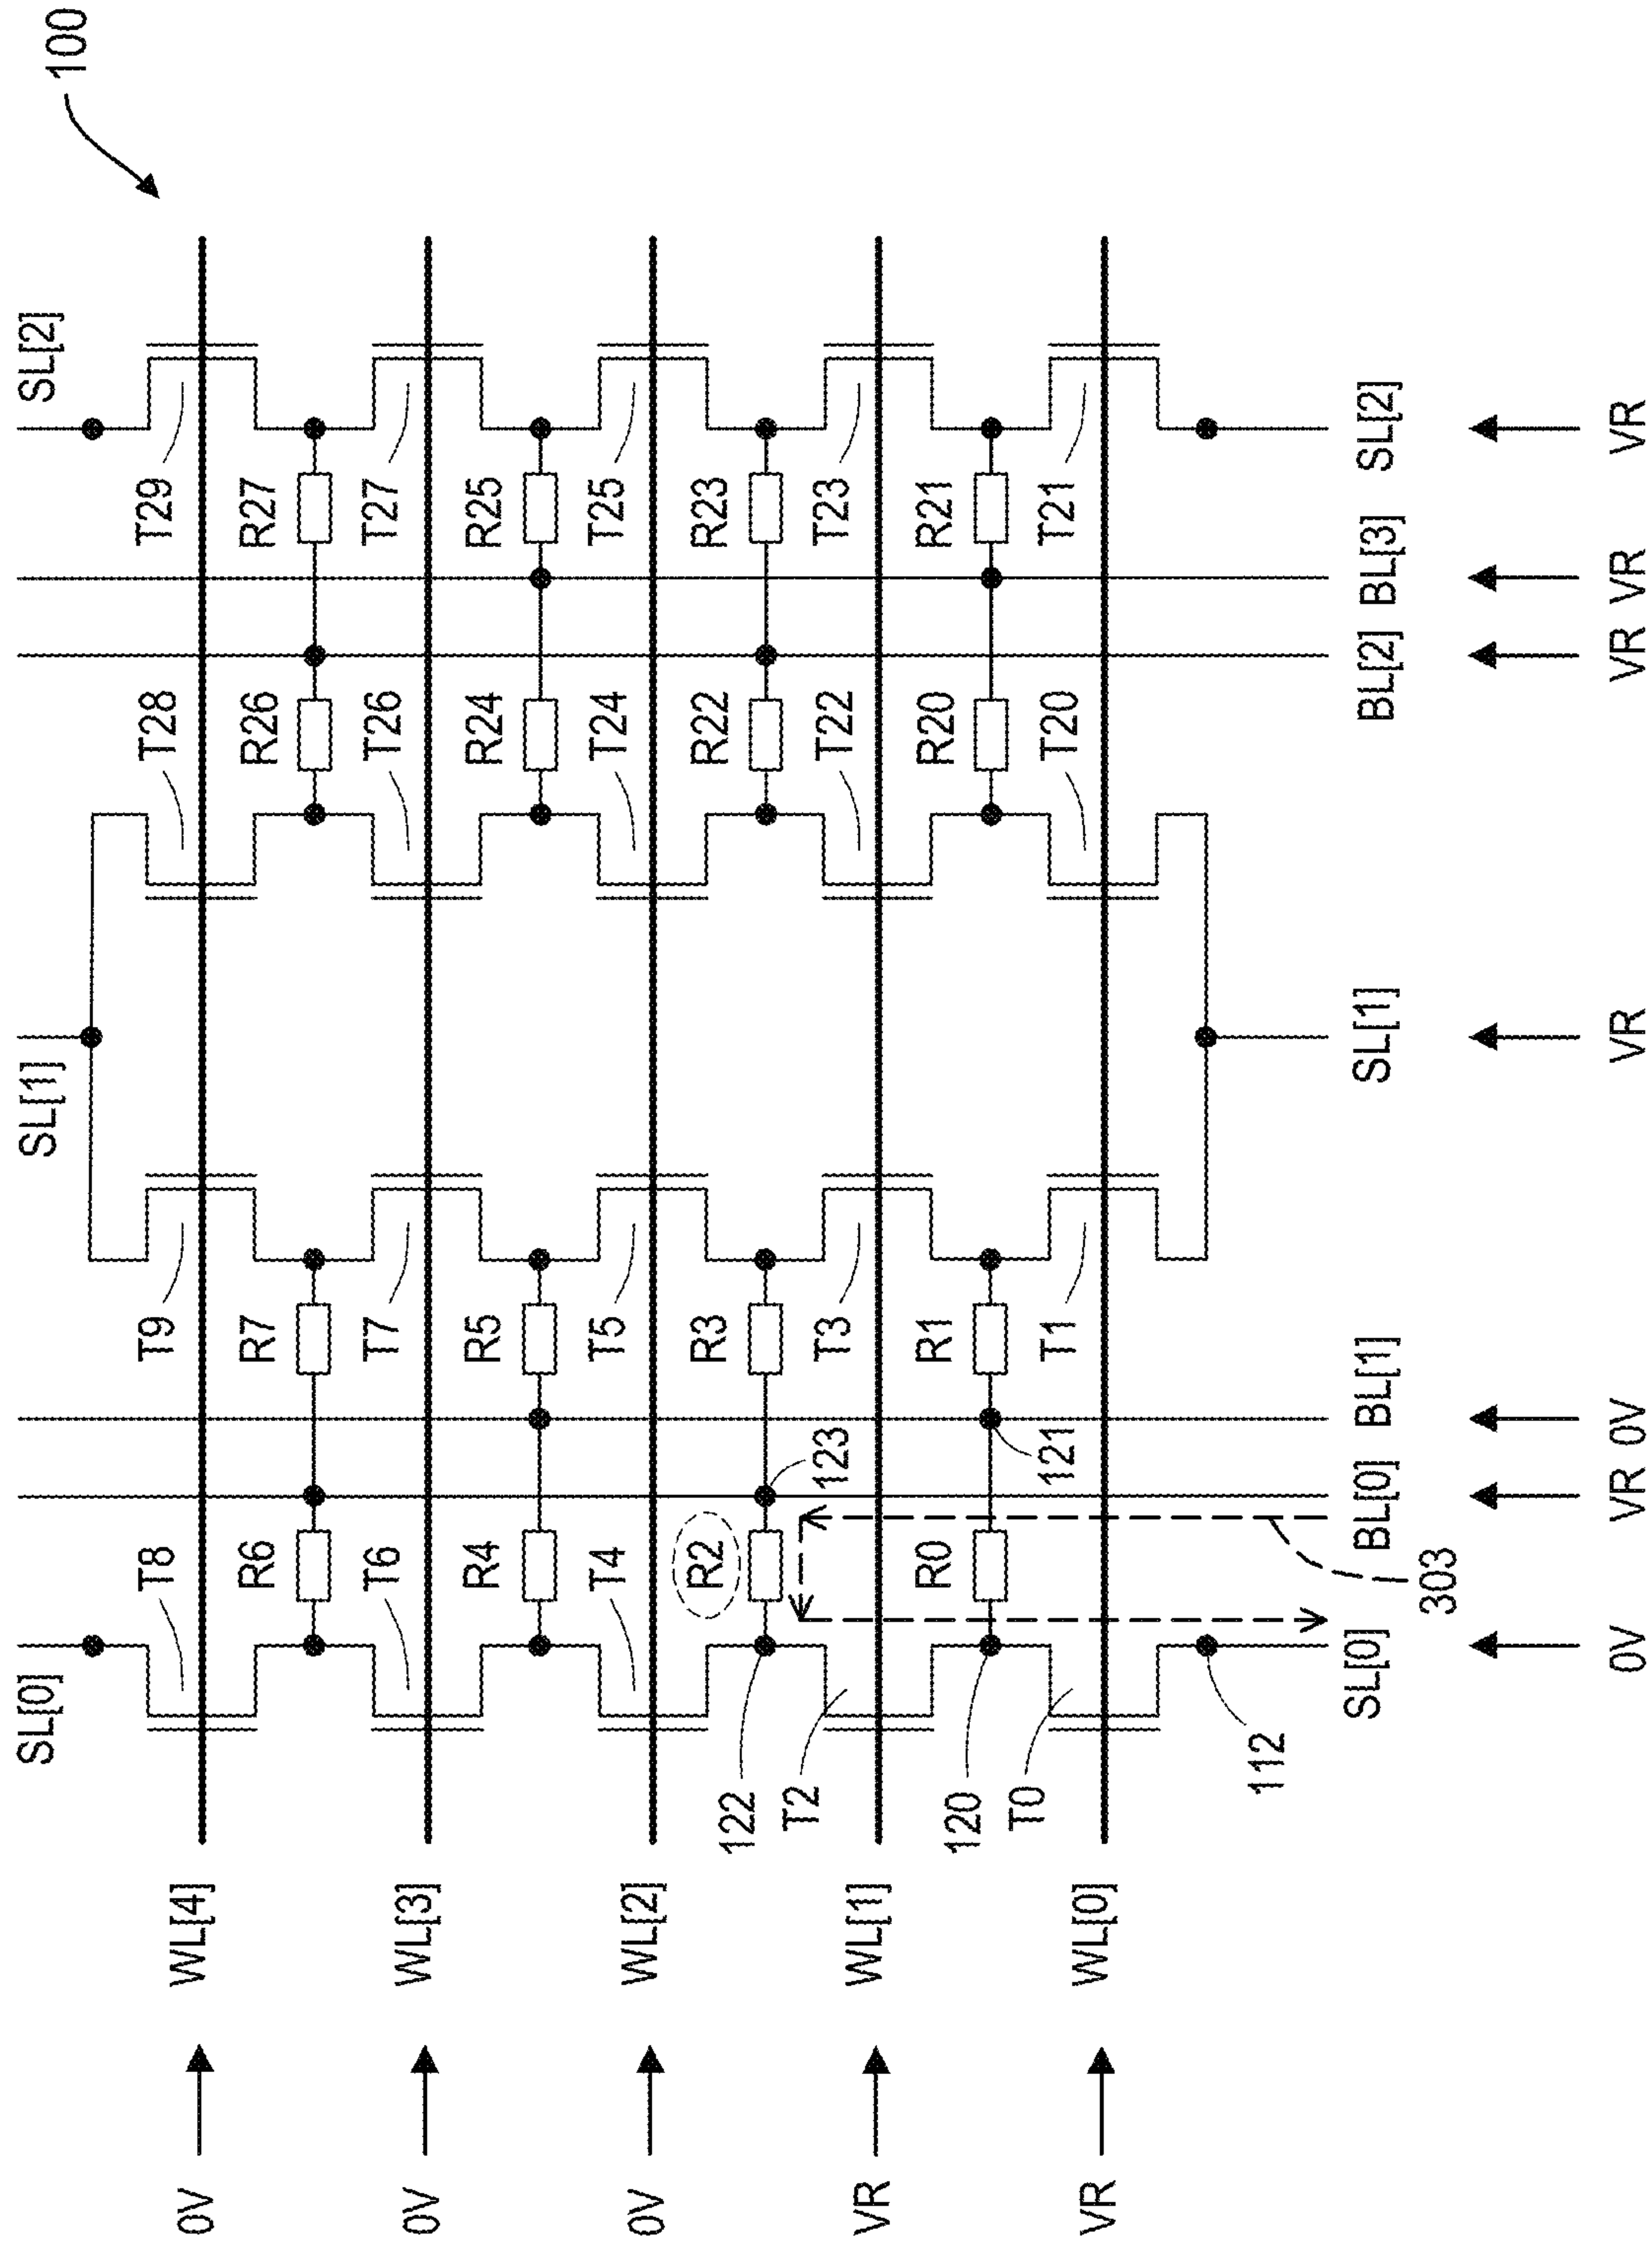 100
SL[0]
SL[1]
SL[2]
T8
T9
T28
T29
0V
WL[4]
R6
R7
R26
R27
T6
T7
T26
T27
0V
WL[3]
R4
R5
R24
R25
T4
T5
T24
T25
0V
WL[2]
R2
R3
R22
R23
122
T2
123
T3
T22
T23
VR
WL[1]
R0
R1
R20
R21
120
T0
121
T1
T20
T21
VR
WL[0]
112
SL[0]
BL[0]
BL[1]
SL[1]
BL[2]
BL[3]
SL[2]
303
0V
VR
0V
VR
VR
VR
VR